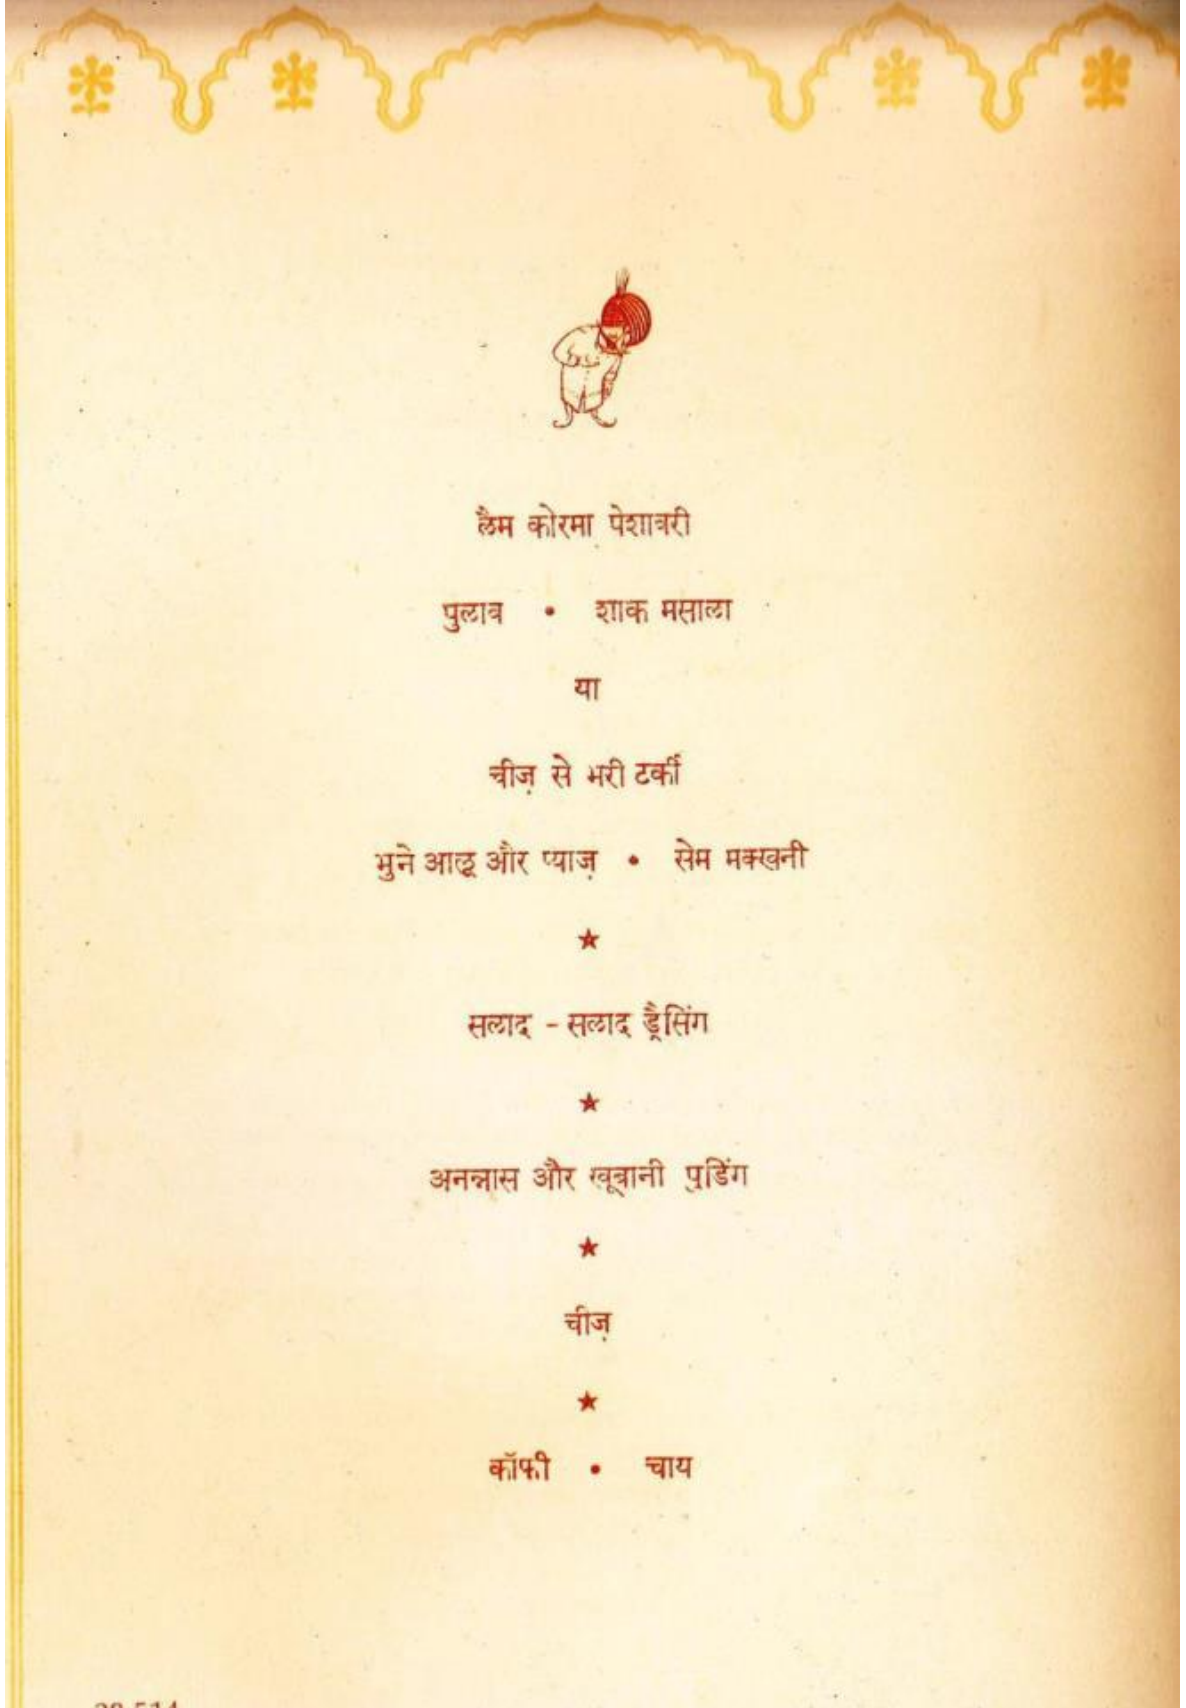 लैम कोरमा पेशावरी
पुलाव • शाक मसाला
या
चीज़ से भरी टर्की
भुने आलू और प्याज़ • सेम मक्खनी
★
सलाद - सलाद ड्रैसिंग
★
अनन्नास और खूबानी पुडिंग
★
चीज़
★
कॉफी • चाय